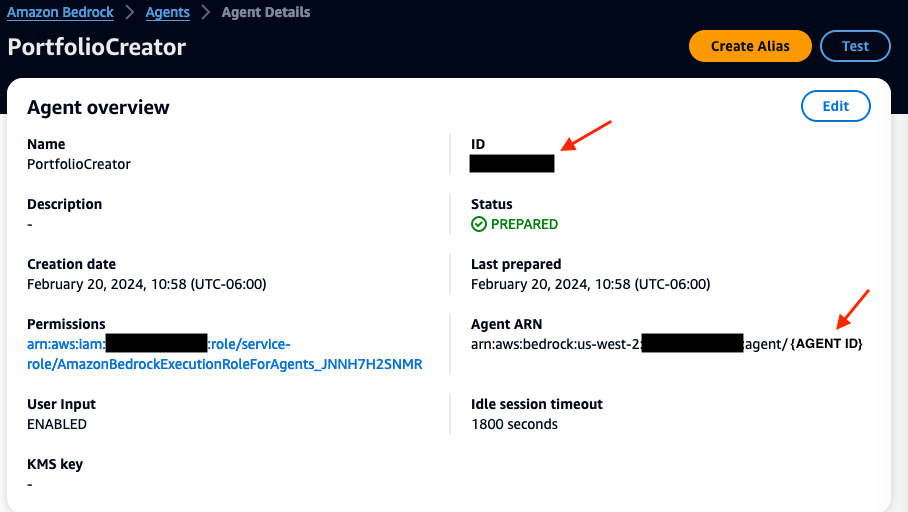 Amazon Bedrock > Agents > Agent Details
PortfolioCreator
Create Alias
Test
Agent overview
Edit
Name
PortfolioCreator
ID
Description
-
Status
PREPARED
Creation date
February 20, 2024, 10:58 (UTC-06:00)
Last prepared
February 20, 2024, 10:58 (UTC-06:00)
Permissions
arn:aws:iam: :role/service-
role/AmazonBedrockExecutionRoleForAgents_JNNH7H2SNMR
Agent ARN
arn:aws:bedrock:us-west-2: :agent/ {AGENT ID}
User Input
ENABLED
Idle session timeout
1800 seconds
KMS key
-